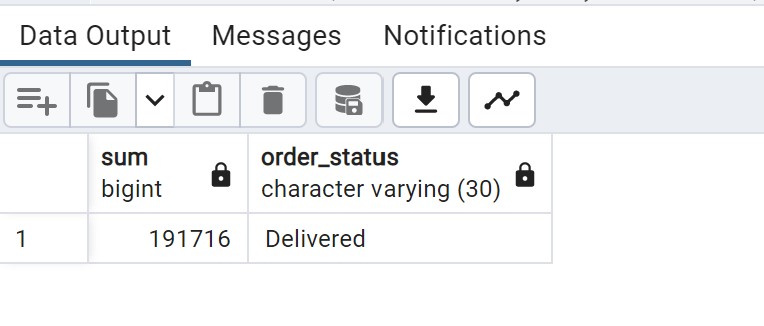 Data Output Messages Notifications
sum order_status
bigint character varying (30)
1 191716 Delivered